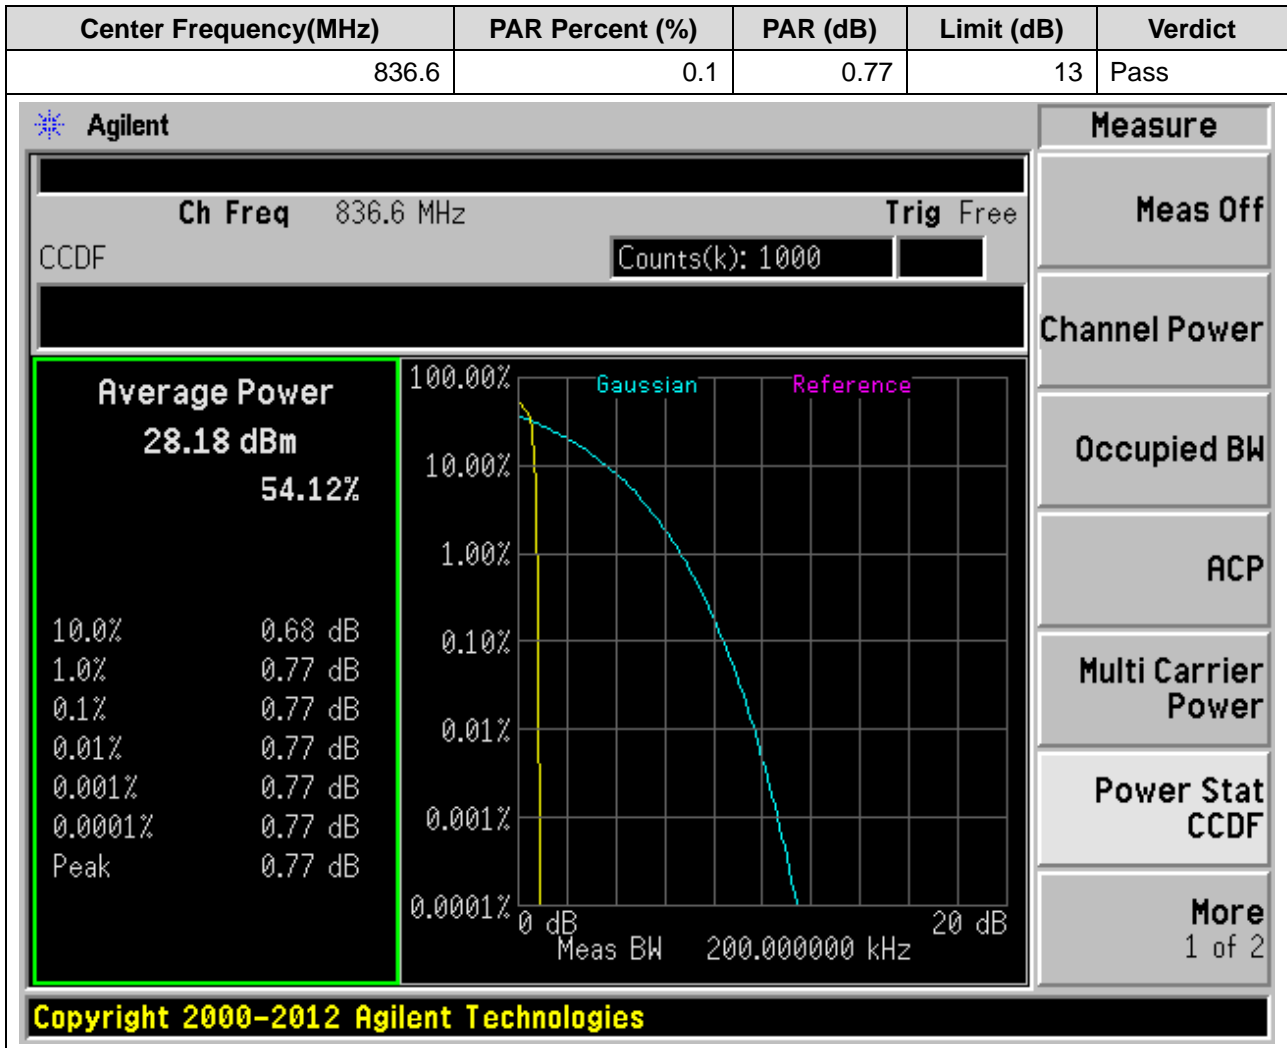 Center Frequency(MHz) PAR Percent (%) PAR (dB) Limit (dB) Verdict
836.6 0.1 0.77 13 Pass
Agilent
Measure
Ch Freq 836.6 MHz Trig Free
CCDF Counts(k): 1000
Meas Off
Channel Power
Occupied BW
ACP
Multi Carrier
Power
Power Stat
CCDF
More
1 of 2
Average Power
28.18 dBm
54.12%
10.0% 0.68 dB
1.0% 0.77 dB
0.1% 0.77 dB
0.01% 0.77 dB
0.001% 0.77 dB
0.0001% 0.77 dB
Peak 0.77 dB
Gaussian Reference
100.00%
10.00%
1.00%
0.10%
0.01%
0.001%
0.0001%
0 dB 20 dB
Meas BW 200.000000 kHz
Copyright 2000-2012 Agilent Technologies